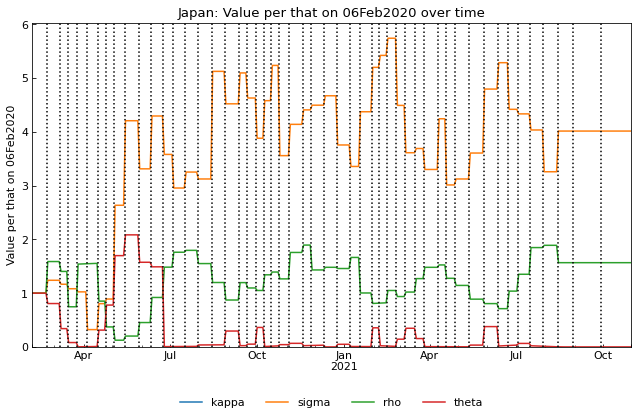 Japan: Value per that on 06Feb2020 over time
Value per that on 06Feb2020
6
5
4
3
2
1
0
Apr Jul Oct Jan Apr Jul Oct
2021
kappa sigma rho theta